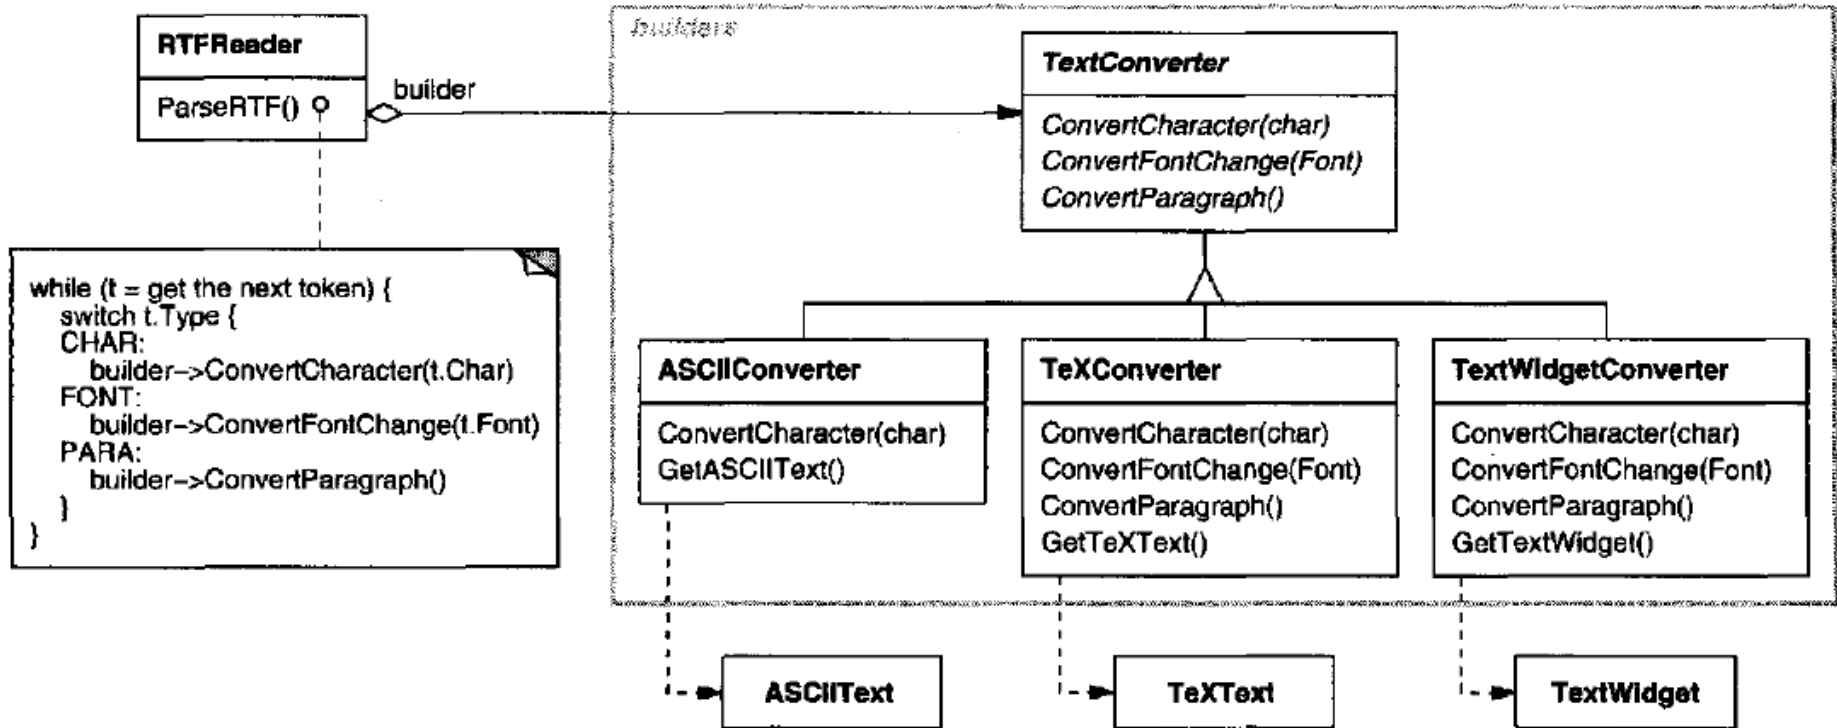 RTFReader
ParseRTF()
builder
builders
TextConverter
ConvertCharacter(char)
ConvertFontChange(Font)
ConvertParagraph()
while (t = get the next token) {
switch t.Type {
CHAR:
builder->ConvertCharacter(t.Char)
FONT:
builder->ConvertFontChange(t.Font)
PARA:
builder->ConvertParagraph()
}
}
ASCIIConverter
ConvertCharacter(char)
GetASCIIText()
TeXConverter
ConvertCharacter(char)
ConvertFontChange(Font)
ConvertParagraph()
GetTeXText()
TextWidgetConverter
ConvertCharacter(char)
ConvertFontChange(Font)
ConvertParagraph()
GetTextWidget()
ASCIIText
TeXText
TextWidget